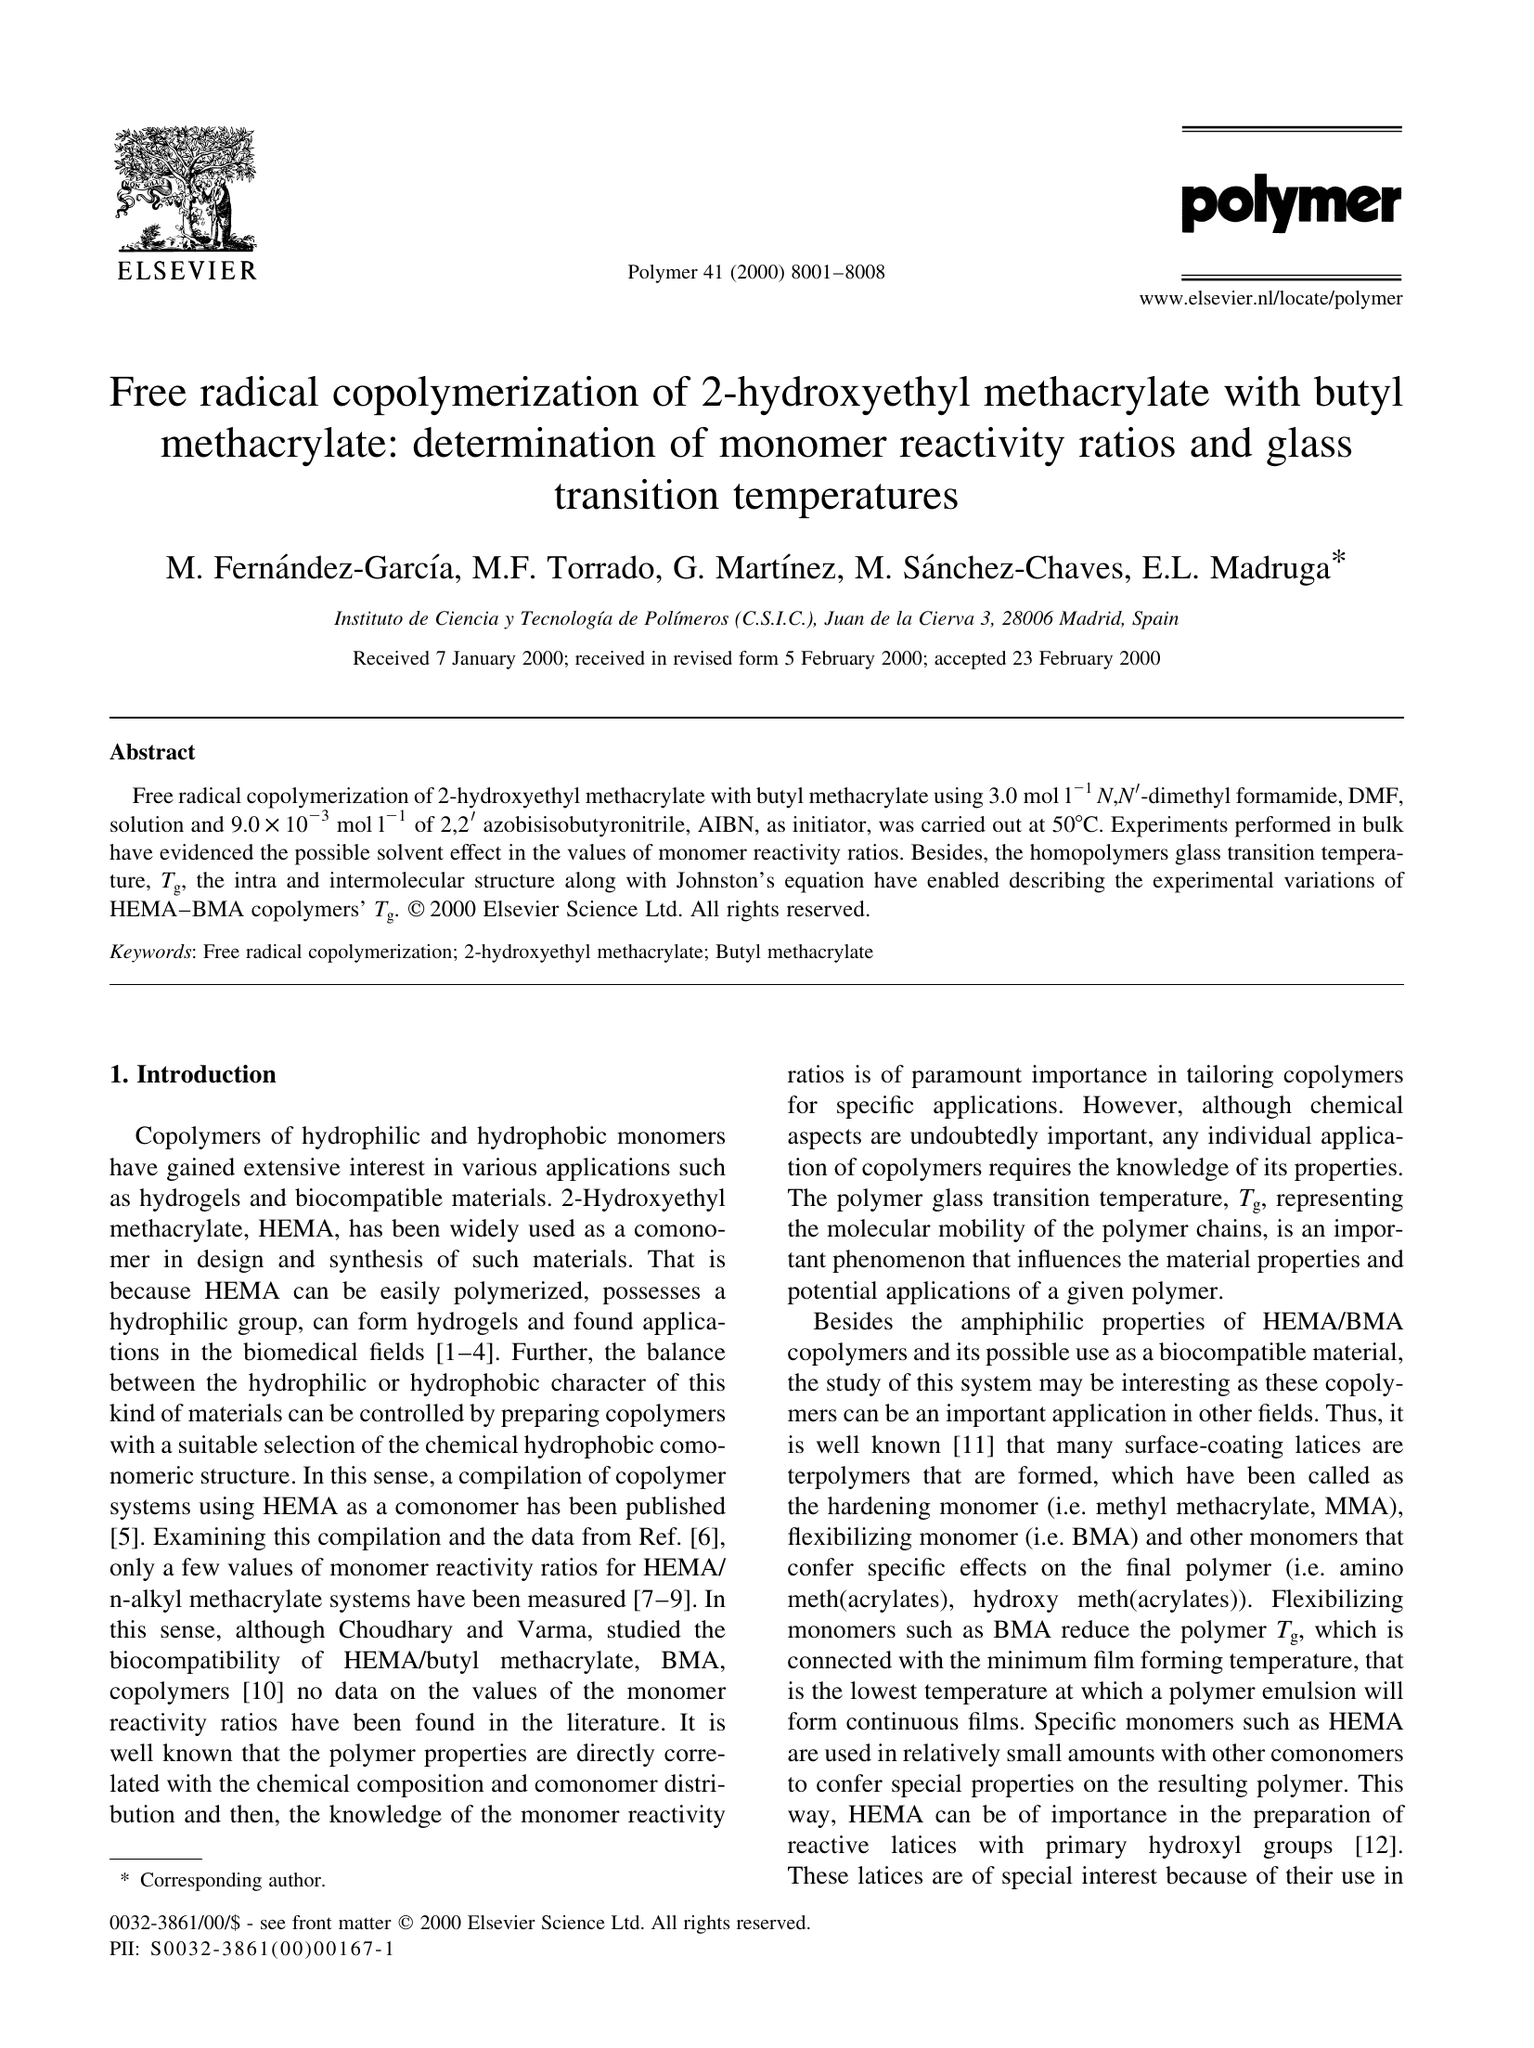 NON SOLUS
ELSEVIER
polymer
Polymer 41 (2000) 8001–8008
www.elsevier.nl/locate/polymer
Free radical copolymerization of 2-hydroxyethyl methacrylate with butyl
methacrylate: determination of monomer reactivity ratios and glass
transition temperatures
M. Fernández-García, M.F. Torrado, G. Martínez, M. Sánchez-Chaves, E.L. Madruga*
Instituto de Ciencia y Tecnología de Polímeros (C.S.I.C.), Juan de la Cierva 3, 28006 Madrid, Spain
Received 7 January 2000; received in revised form 5 February 2000; accepted 23 February 2000
Abstract
Free radical copolymerization of 2-hydroxyethyl methacrylate with butyl methacrylate using 3.0 mol l⁻¹ N,N′-dimethyl formamide, DMF,
solution and 9.0 × 10⁻³ mol l⁻¹ of 2,2′ azobisisobutyronitrile, AIBN, as initiator, was carried out at 50°C. Experiments performed in bulk
have evidenced the possible solvent effect in the values of monomer reactivity ratios. Besides, the homopolymers glass transition tempera-
ture, Tg, the intra and intermolecular structure along with Johnston's equation have enabled describing the experimental variations of
HEMA–BMA copolymers' Tg. © 2000 Elsevier Science Ltd. All rights reserved.
Keywords: Free radical copolymerization; 2-hydroxyethyl methacrylate; Butyl methacrylate
1. Introduction
Copolymers of hydrophilic and hydrophobic monomers
have gained extensive interest in various applications such
as hydrogels and biocompatible materials. 2-Hydroxyethyl
methacrylate, HEMA, has been widely used as a comono-
mer in design and synthesis of such materials. That is
because HEMA can be easily polymerized, possesses a
hydrophilic group, can form hydrogels and found applica-
tions in the biomedical fields [1–4]. Further, the balance
between the hydrophilic or hydrophobic character of this
kind of materials can be controlled by preparing copolymers
with a suitable selection of the chemical hydrophobic como-
nomeric structure. In this sense, a compilation of copolymer
systems using HEMA as a comonomer has been published
[5]. Examining this compilation and the data from Ref. [6],
only a few values of monomer reactivity ratios for HEMA/
n-alkyl methacrylate systems have been measured [7–9]. In
this sense, although Choudhary and Varma, studied the
biocompatibility of HEMA/butyl methacrylate, BMA,
copolymers [10] no data on the values of the monomer
reactivity ratios have been found in the literature. It is
well known that the polymer properties are directly corre-
lated with the chemical composition and comonomer distri-
bution and then, the knowledge of the monomer reactivity
* Corresponding author.
ratios is of paramount importance in tailoring copolymers
for specific applications. However, although chemical
aspects are undoubtedly important, any individual applica-
tion of copolymers requires the knowledge of its properties.
The polymer glass transition temperature, Tg, representing
the molecular mobility of the polymer chains, is an impor-
tant phenomenon that influences the material properties and
potential applications of a given polymer.
Besides the amphiphilic properties of HEMA/BMA
copolymers and its possible use as a biocompatible material,
the study of this system may be interesting as these copoly-
mers can be an important application in other fields. Thus, it
is well known [11] that many surface-coating latices are
terpolymers that are formed, which have been called as
the hardening monomer (i.e. methyl methacrylate, MMA),
flexibilizing monomer (i.e. BMA) and other monomers that
confer specific effects on the final polymer (i.e. amino
meth(acrylates), hydroxy meth(acrylates)). Flexibilizing
monomers such as BMA reduce the polymer Tg, which is
connected with the minimum film forming temperature, that
is the lowest temperature at which a polymer emulsion will
form continuous films. Specific monomers such as HEMA
are used in relatively small amounts with other comonomers
to confer special properties on the resulting polymer. This
way, HEMA can be of importance in the preparation of
reactive latices with primary hydroxyl groups [12].
These latices are of special interest because of their use in
0032-3861/00/$ - see front matter © 2000 Elsevier Science Ltd. All rights reserved.
PII: S0032-3861(00)00167-1